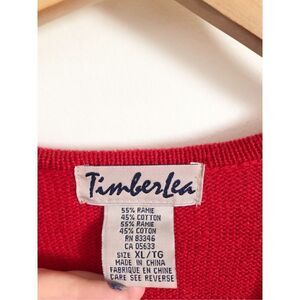 Timberlea
55% RAMIE
45% COTTON
55% RAMIE
45% COTON
RN 83346
CA 05633
SIZE XL/TG
MADE IN CHINA
FABRIQUE EN CHINE
CARE SEE REVERSE